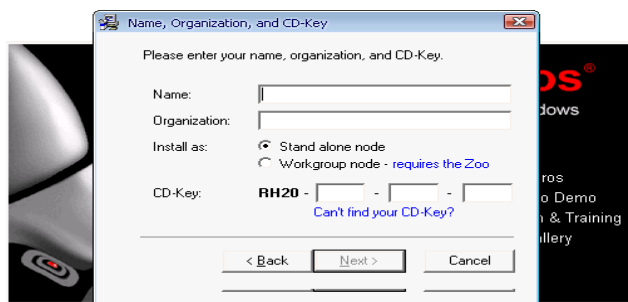 Name, Organization, and CD-Key
Please enter your name, organization, and CD-Key.
Name:
Organization:
Install as: Stand alone node
Workgroup node - requires the Zoo
CD-Key: RH20 - - -
Can't find your CD-Key?
< Back Next > Cancel
os®
dows
ros
o Demo
& Training
llery